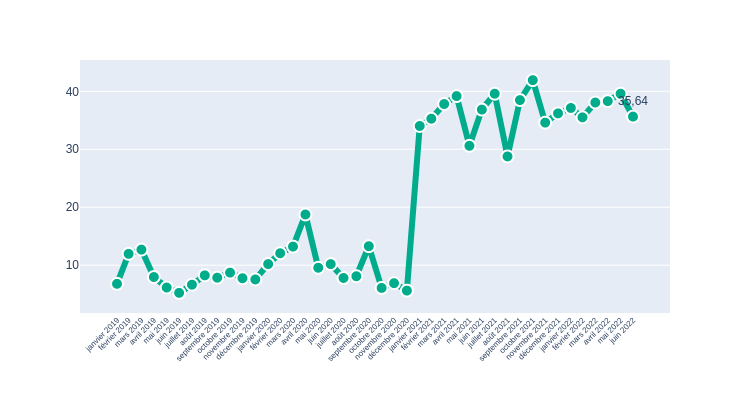 40
30
20
10
35,64
janvier 2019
février 2019
mars 2019
avril 2019
mai 2019
juin 2019
juillet 2019
août 2019
septembre 2019
octobre 2019
novembre 2019
décembre 2019
janvier 2020
février 2020
mars 2020
avril 2020
mai 2020
juin 2020
juillet 2020
août 2020
septembre 2020
octobre 2020
novembre 2020
décembre 2020
janvier 2021
février 2021
mars 2021
avril 2021
mai 2021
juin 2021
juillet 2021
août 2021
septembre 2021
octobre 2021
novembre 2021
décembre 2021
janvier 2022
février 2022
mars 2022
avril 2022
mai 2022
juin 2022